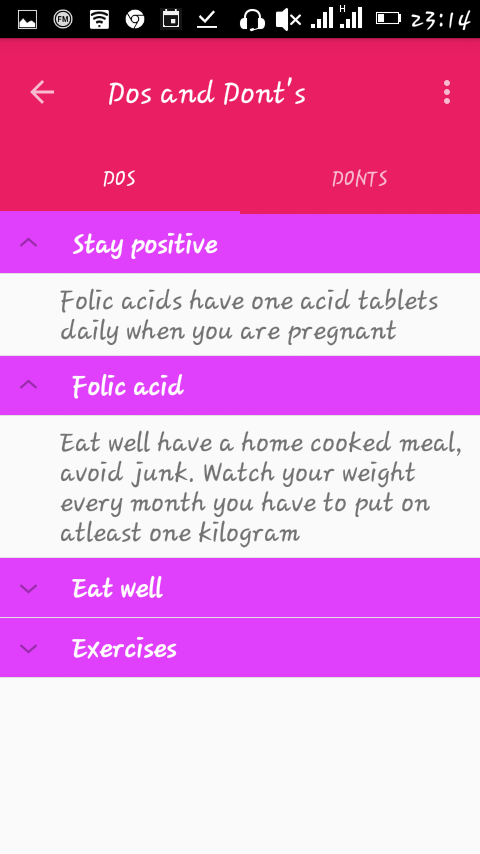 FM
H
23:14
Dos and Dont's
DOS
DONTS
Stay positive
Folic acids have one acid tablets
daily when you are pregnant
Folic acid
Eat well have a home cooked meal,
avoid junk. Watch your weight
every month you have to put on
atleast one kilogram
Eat well
Exercises